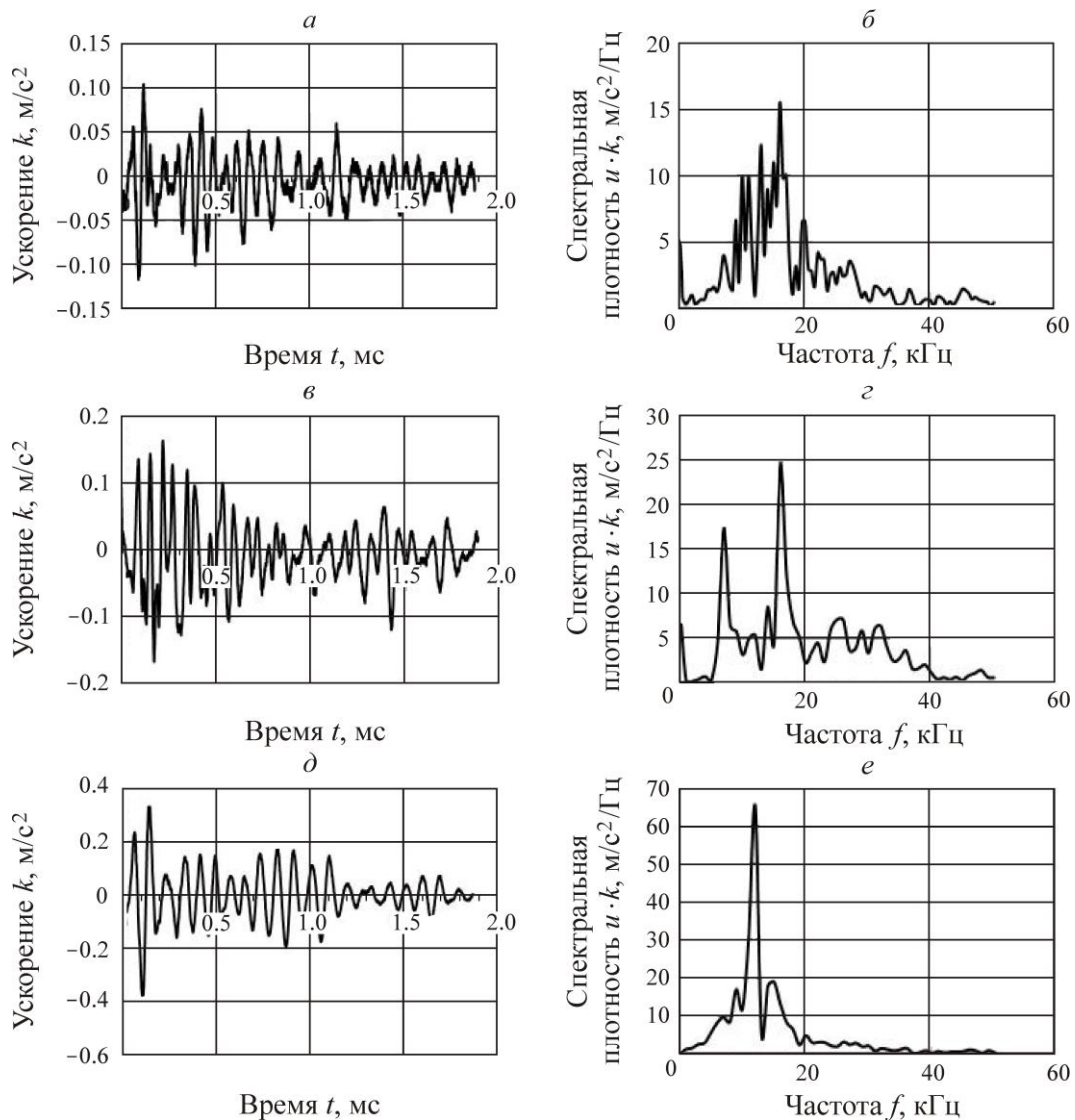 а
Ускорение k, м/с²
0.15
0.10
0.05
0
−0.05
−0.10
−0.15
0.5
1.0
1.5
2.0
Время t, мс
б
Спектральная
плотность u·k, м/с²/Гц
20
15
10
5
0
20
40
60
Частота f, кГц
в
Ускорение k, м/с²
0.2
0.1
0
−0.1
−0.2
0.5
1.0
1.5
2.0
Время t, мс
г
Спектральная
плотность u·k, м/с²/Гц
30
25
20
15
10
5
0
20
40
60
Частота f, кГц
д
Ускорение k, м/с²
0.4
0.2
0
−0.2
−0.4
−0.6
0.5
1.0
1.5
2.0
Время t, мс
е
Спектральная
плотность u·k, м/с²/Гц
70
60
50
40
30
20
10
0
20
40
60
Частота f, кГц